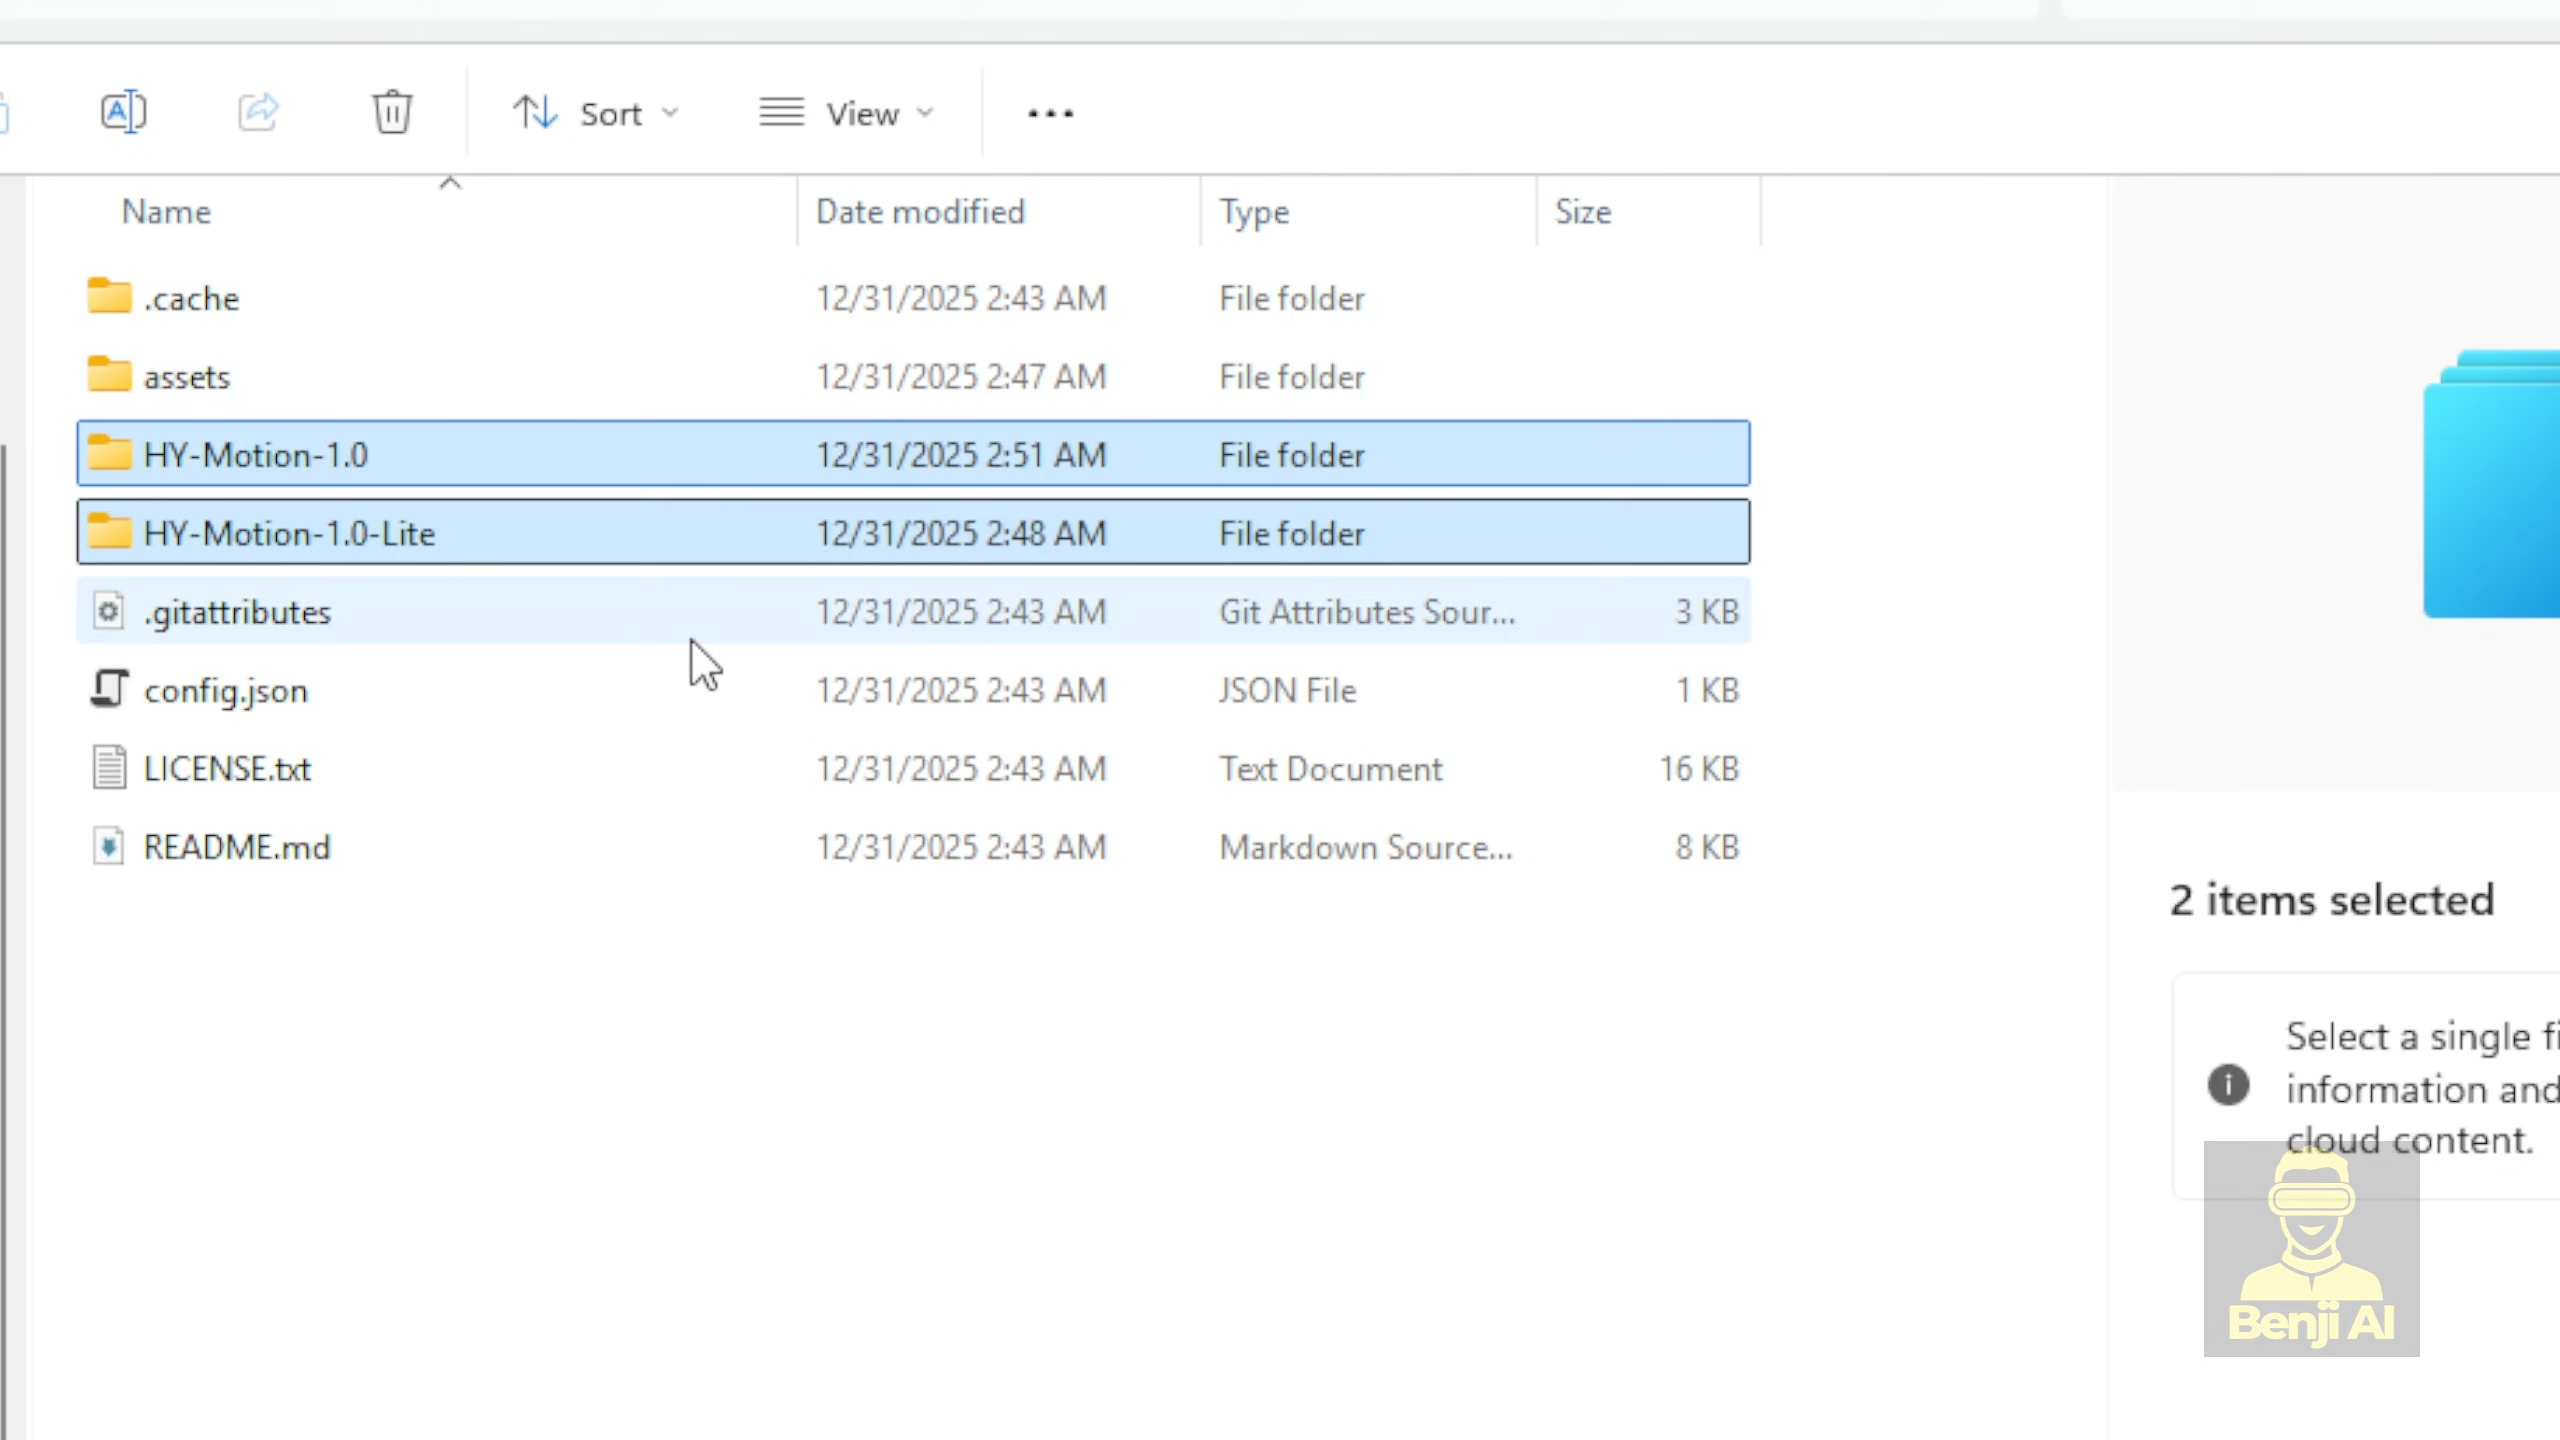 Sort
View
Name
Date modified
Type
Size
.cache
12/31/2025 2:43 AM
File folder
assets
12/31/2025 2:47 AM
File folder
HY-Motion-1.0
12/31/2025 2:51 AM
File folder
HY-Motion-1.0-Lite
12/31/2025 2:48 AM
File folder
.gitattributes
12/31/2025 2:43 AM
Git Attributes Sour...
3 KB
config.json
12/31/2025 2:43 AM
JSON File
1 KB
LICENSE.txt
12/31/2025 2:43 AM
Text Document
16 KB
README.md
12/31/2025 2:43 AM
Markdown Source...
8 KB
2 items selected
Select a single
information and
cloud content.
Benji AI